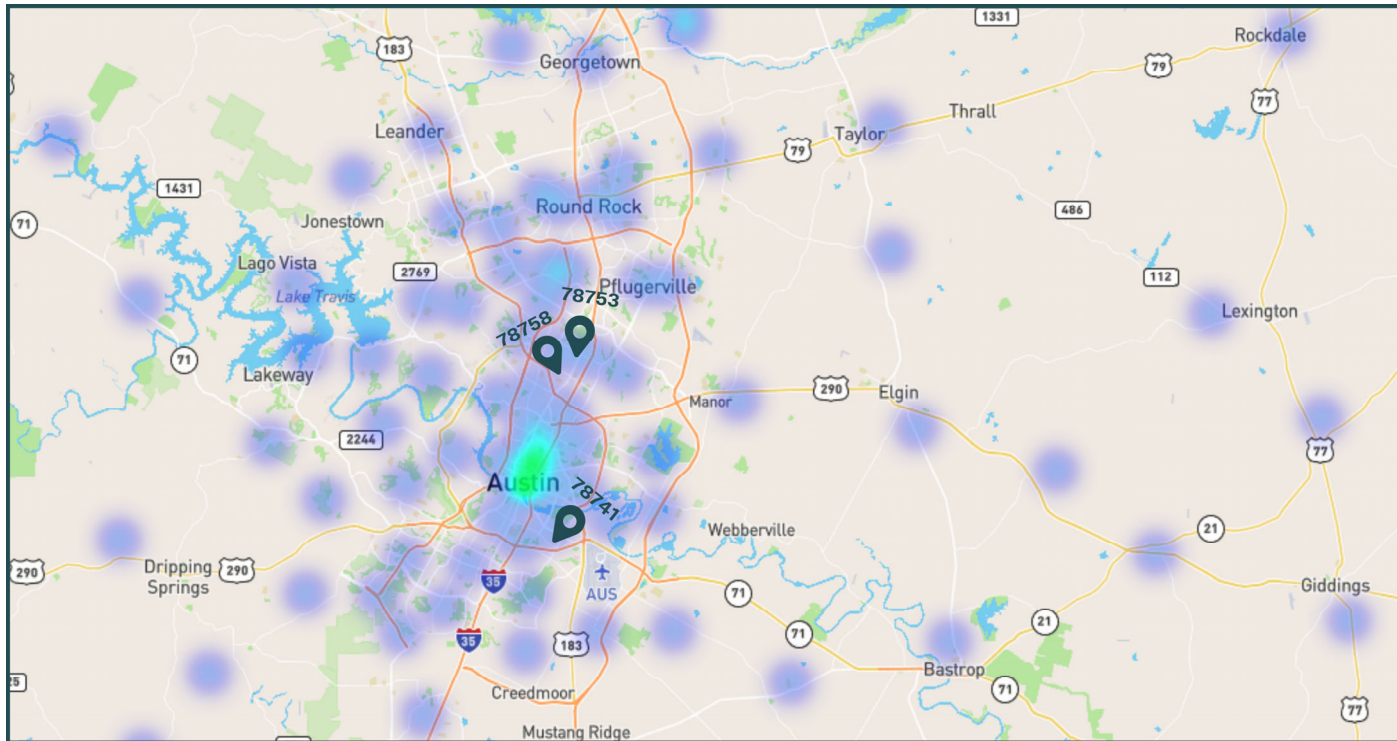 1331
Rockdale
183
Georgetown
79
77
Thrall
Leander
Taylor
79
1431
Round Rock
486
71
Jonestown
Lago Vista
2769
112
Pflugerville
Lake Travis
78753
Lexington
78758
71
Lakeway
290
Elgin
Manor
2244
77
Austin
78741
Webberville
21
290
Dripping
Springs
290
35
AUS
71
Giddings
21
35
183
71
Bastrop
25
Creedmoor
71
77
Mustang Ridge